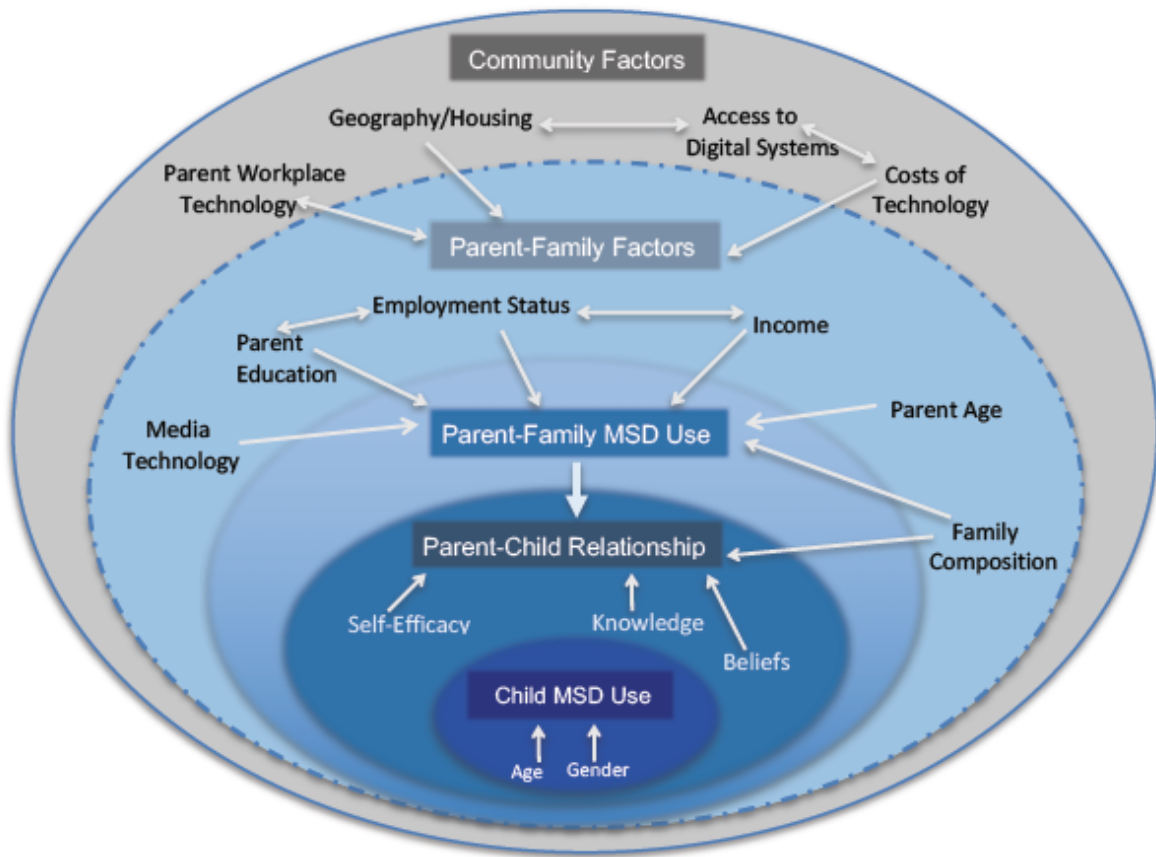 Community Factors
Geography/Housing
Access to
Digital Systems
Parent Workplace
Technology
Costs of
Technology
Parent-Family Factors
Employment Status
Income
Parent
Education
Parent Age
Media
Technology
Parent-Family MSD Use
Family
Composition
Parent-Child Relationship
Self-Efficacy
Knowledge
Beliefs
Child MSD Use
Age
Gender